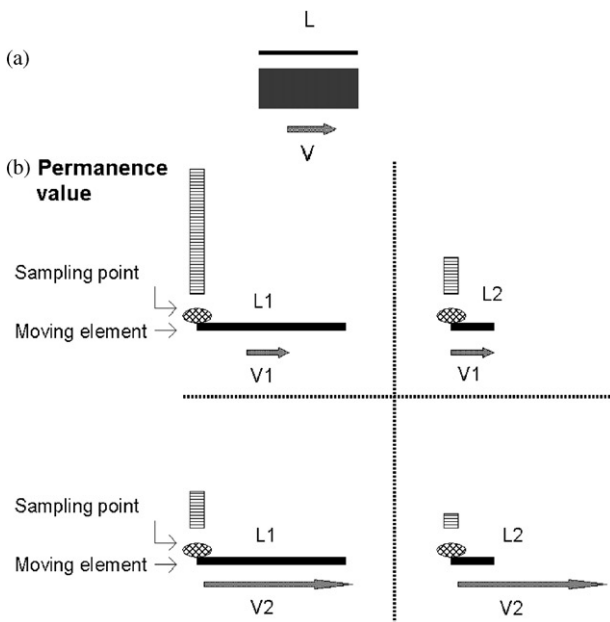 L
(a)
V
(b) Permanence
value
Sampling point
L1
L2
Moving element
V1
V1
Sampling point
L1
L2
Moving element
V2
V2